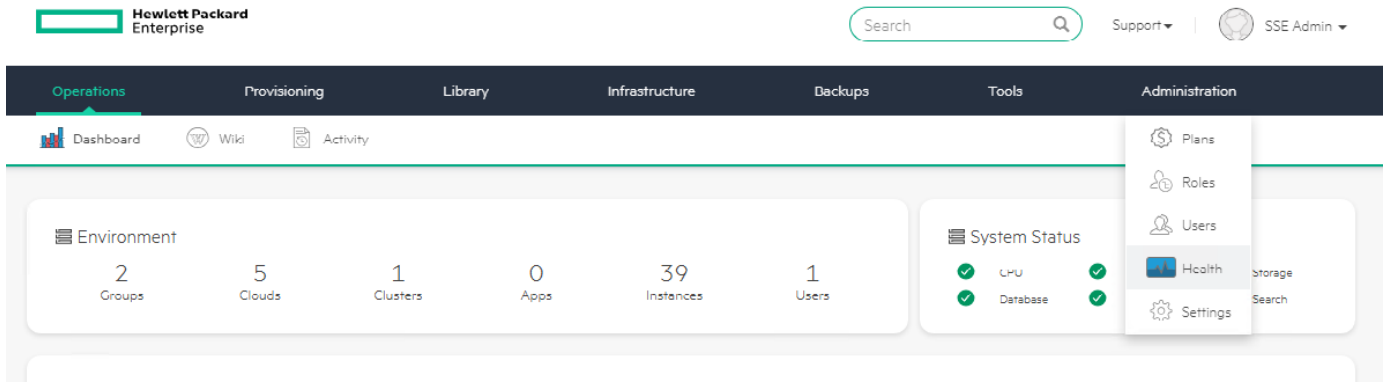 Hewlett Packard
Enterprise
Search
Support
SSE Admin
Operations
Provisioning
Library
Infrastructure
Backups
Tools
Administration
Dashboard
Wiki
Activity
Plans
Roles
Users
Health
Settings
Environment
2
Groups
5
Clouds
1
Clusters
0
Apps
39
Instances
1
Users
System Status
CPU
Storage
Database
Search